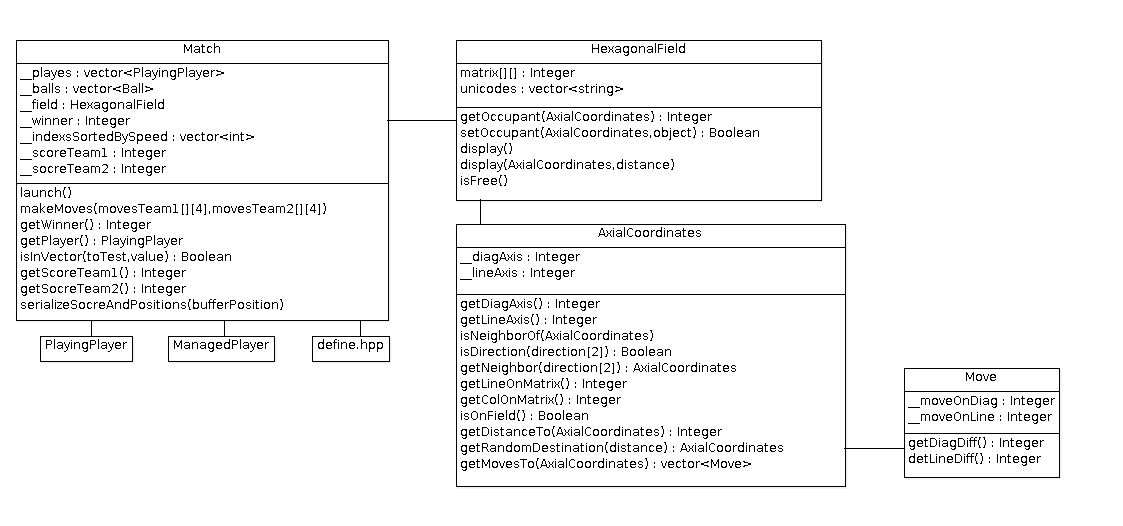 Match
__playes : vector<PlayingPlayer>
__balls : vector<Ball>
__field : HexagonalField
__winner : Integer
__indexsSortedBySpeed : vector<int>
__scoreTeam1 : Integer
__socreTeam2 : Integer
launch()
makeMoves(movesTeam1[][4],movesTeam2[][4])
getWinner() : Integer
getPlayer() : PlayingPlayer
isInVector(toTest,value) : Boolean
getScoreTeam1() : Integer
getSocreTeam2() : Integer
serializeSocreAndPositions(bufferPosition)
PlayingPlayer
ManagedPlayer
define.hpp
HexagonalField
matrix[][] : Integer
unicodes : vector<string>
getOccupant(AxialCoordinates) : Integer
setOccupant(AxialCoordinates,object) : Boolean
display()
display(AxialCoordinates,distance)
isFree()
AxialCoordinates
__diagAxis : Integer
__lineAxis : Integer
getDiagAxis() : Integer
getLineAxis() : Integer
isNeighborOf(AxialCoordinates)
isDirection(direction[2]) : Boolean
getNeighbor(direction[2]) : AxialCoordinates
getLineOnMatrix() : Integer
getColOnMatrix() : Integer
isOnField() : Boolean
getDistanceTo(AxialCoordinates) : Integer
getRandomDestination(distance) : AxialCoordinates
getMovesTo(AxialCoordinates) : vector<Move>
Move
__moveOnDiag : Integer
__moveOnLine : Integer
getDiagDiff() : Integer
detLineDiff() : Integer